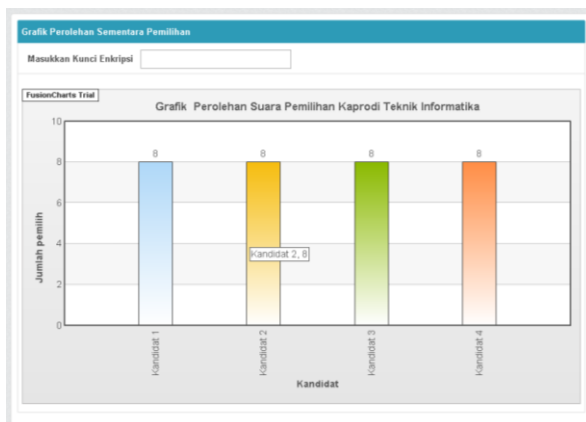 Grafik Perolehan Sementara Pemilihan
Masukkan Kunci Enkripsi
FusionCharts Trial
Grafik Perolehan Suara Pemilihan Kaprodi Teknik Informatika
Jumlah pemilih
10
8
6
4
2
0
8
8
8
8
Kandidat 2, 8
Kandidat 1
Kandidat 2
Kandidat 3
Kandidat 4
Kandidat